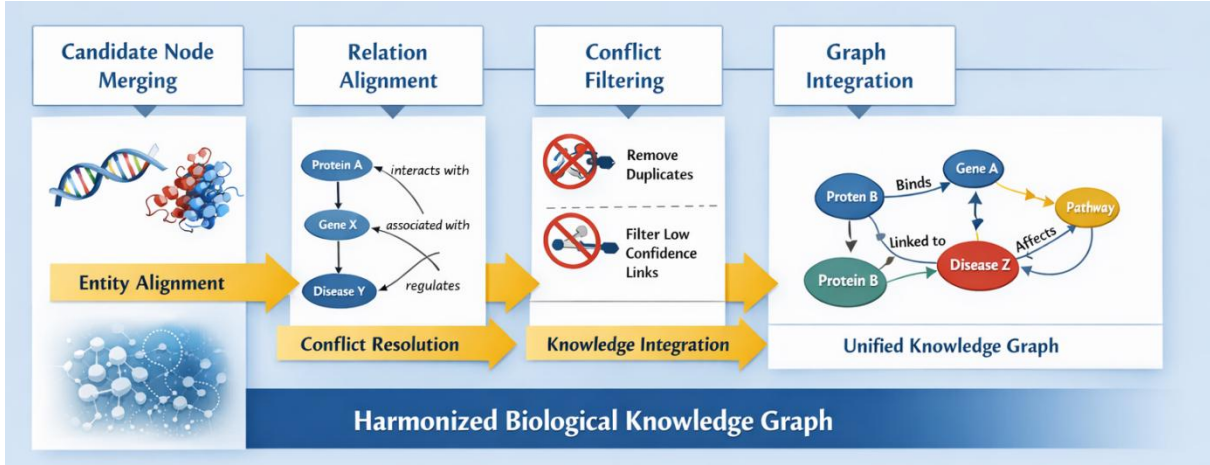 Candidate Node
Merging
Relation
Alignment
Conflict
Filtering
Graph
Integration
Entity Alignment
Protein A
Gene X
Disease Y
interacts with
associated with
regulates
Conflict Resolution
Remove
Duplicates
Filter Low
Confidence
Links
Knowledge Integration
Proten B
Binds
Gene A
Pathway
Linked to
Affects
Disease Z
Protein B
Unified Knowledge Graph
Harmonized Biological Knowledge Graph